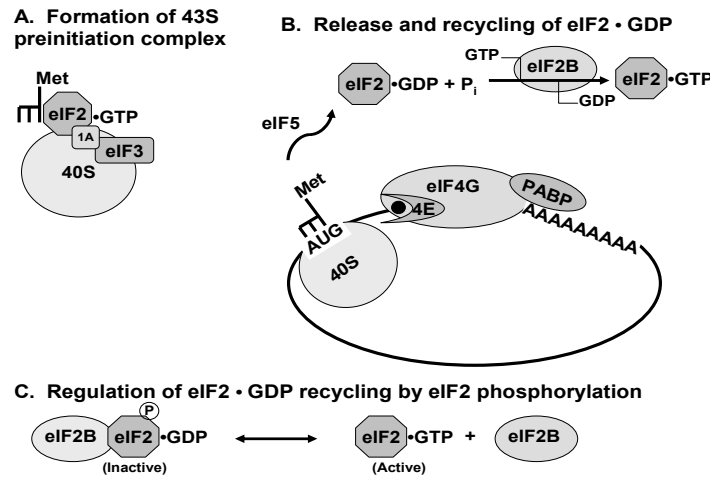 A. Formation of 43S
preinitiation complex
Met
eIF2 •GTP
1A
eIF3
40S
B. Release and recycling of eIF2 • GDP
GTP
eIF2B
eIF2 •GDP + Pi
eIF2 •GTP
GDP
eIF5
Met
AUG
40S
4E
eIF4G
PABP
AAAAAAAAA
C. Regulation of eIF2 • GDP recycling by eIF2 phosphorylation
P
eIF2B eIF2 •GDP
(Inactive)
eIF2 •GTP + eIF2B
(Active)